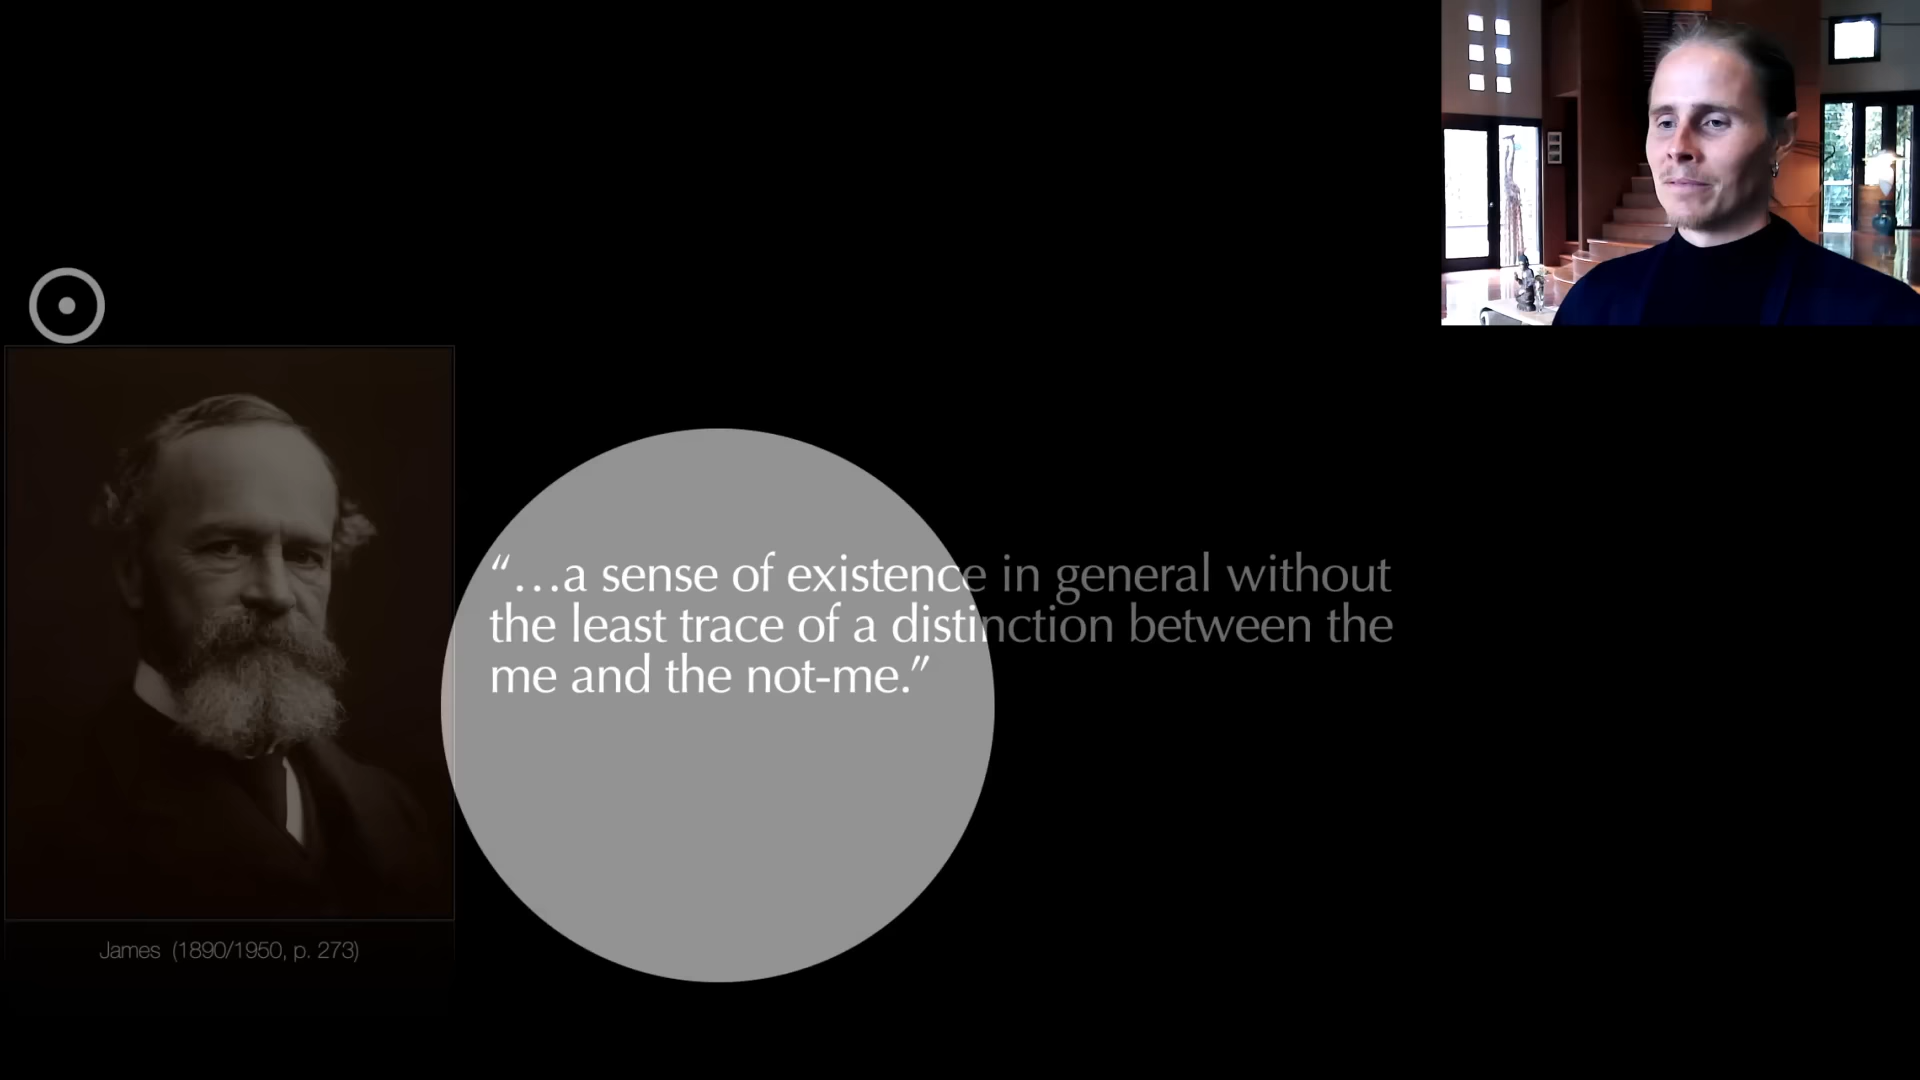 “…a sense of existence in general without
the least trace of a distinction between the
me and the not-me.”
James (1890/1950, p. 273)